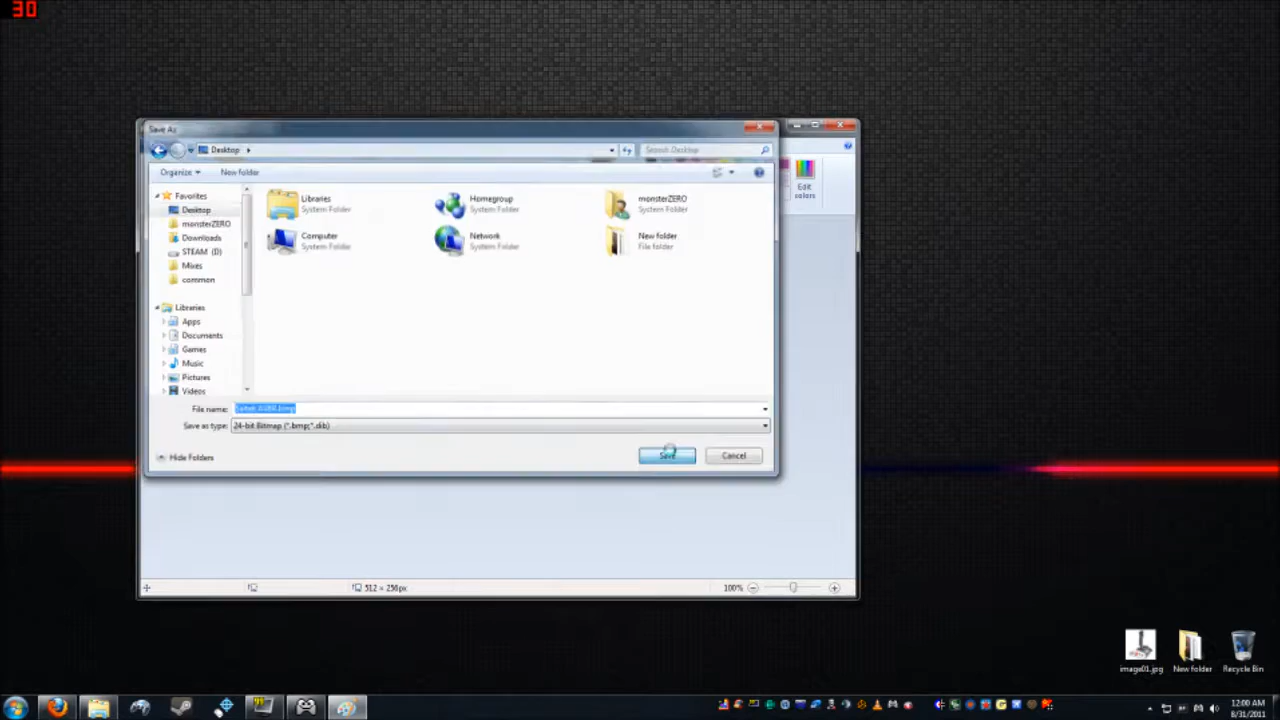 30
Save As
Desktop
Search Desktop
Organize
New folder
Favorites
Desktop
monsterZERO
Downloads
STEAM (D)
Mixes
common
Libraries
Apps
Documents
Games
Music
Pictures
Videos
Libraries
System Folder
Homegroup
System Folder
monsterZERO
System Folder
Computer
System Folder
Network
System Folder
New folder
File folder
Edit
colors
File name:
Save as type:
24-bit Bitmap (*.bmp;*.dib)
Hide Folders
Save
Cancel
512 × 256px
100%
image01.jpg
New folder
Recycle Bin
12:00 AM
8/31/2011